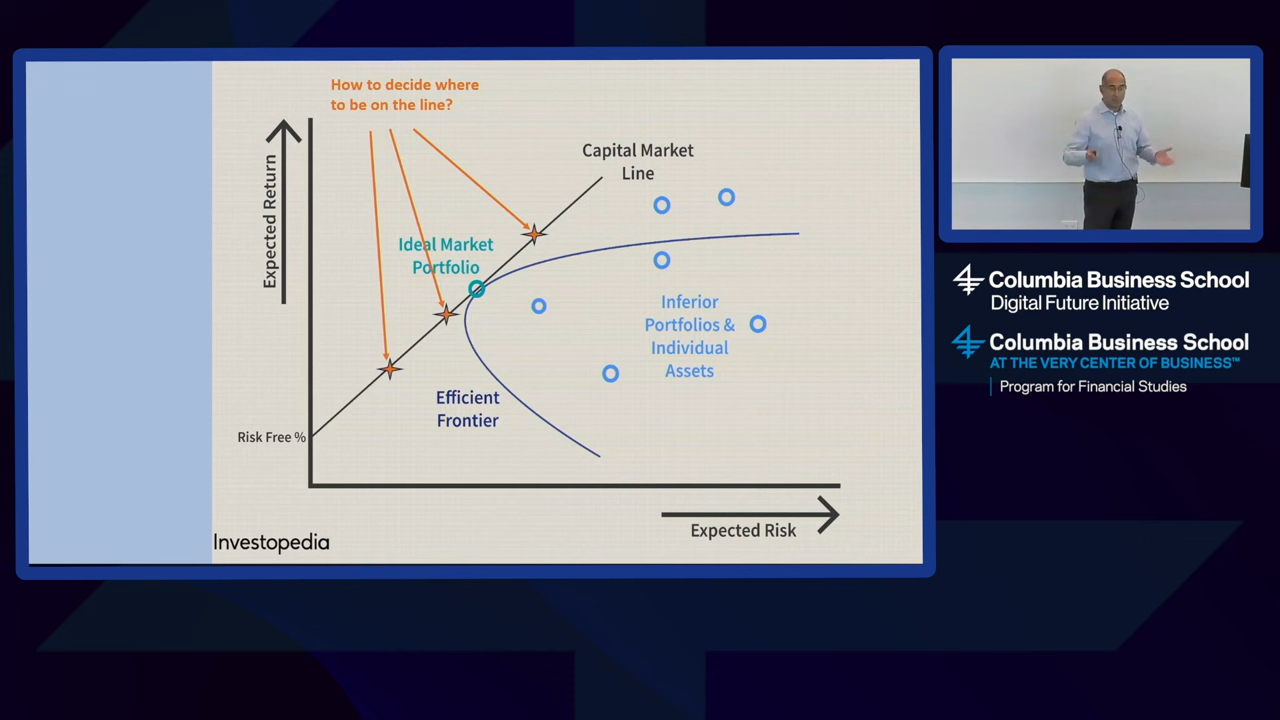 How to decide where
to be on the line?
Expected Return
Capital Market
Line
Ideal Market
Portfolio
Inferior
Portfolios &
Individual
Assets
Efficient
Frontier
Risk Free %
Expected Risk
Investopedia
Columbia Business School
Digital Future Initiative
Columbia Business School
AT THE VERY CENTER OF BUSINESS™
Program for Financial Studies